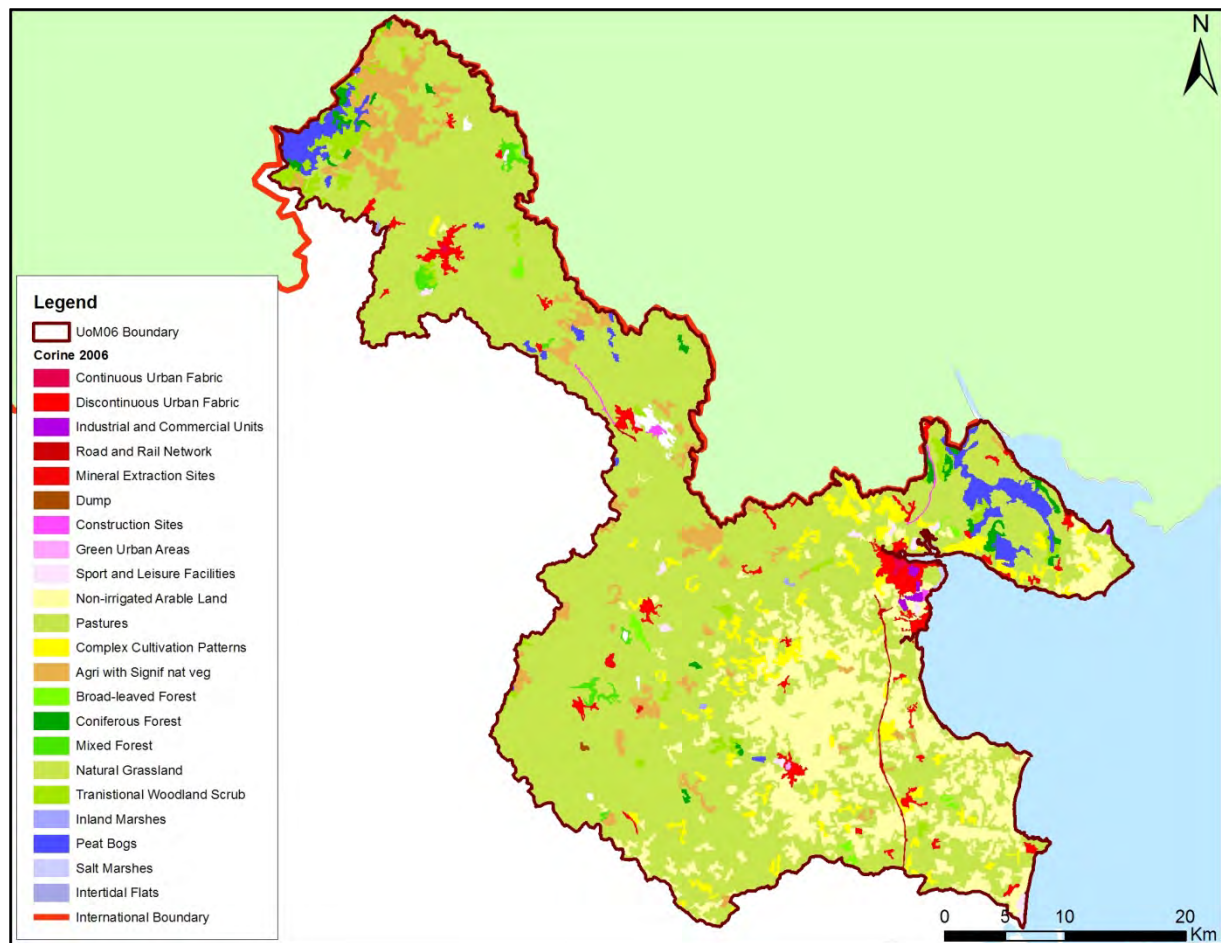 N
Legend
UoM06 Boundary
Corine 2006
Continuous Urban Fabric
Discontinuous Urban Fabric
Industrial and Commercial Units
Road and Rail Network
Mineral Extraction Sites
Dump
Construction Sites
Green Urban Areas
Sport and Leisure Facilities
Non-irrigated Arable Land
Pastures
Complex Cultivation Patterns
Agri with Signif nat veg
Broad-leaved Forest
Coniferous Forest
Mixed Forest
Natural Grassland
Tranistional Woodland Scrub
Inland Marshes
Peat Bogs
Salt Marshes
Intertidal Flats
International Boundary
0 5 10 20
Km